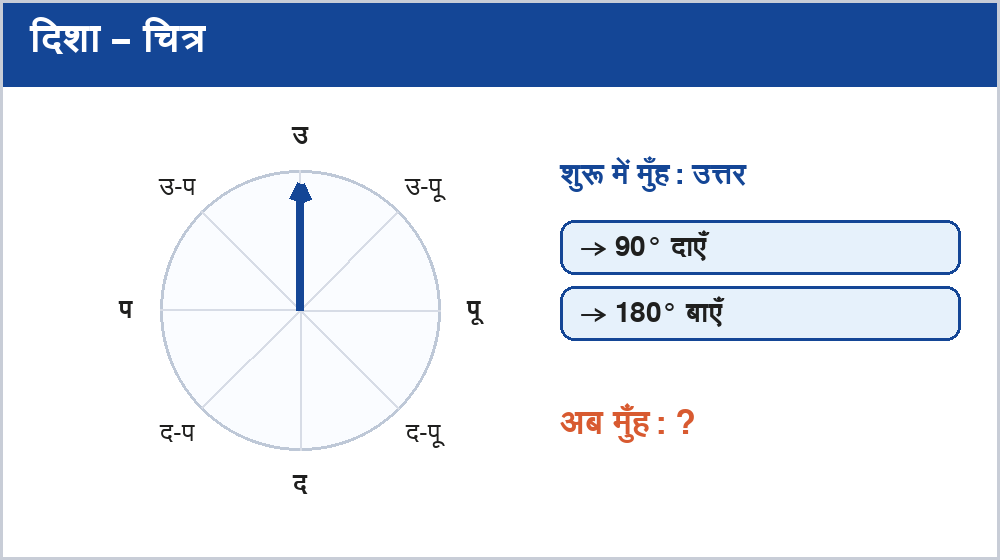 दिशा – चित्र
उ
उ-प
उ-पू
प
पू
द-प
द-पू
द
शुरू में मुँह : उत्तर
→ 90° दाएँ
→ 180° बाएँ
अब मुँह : ?